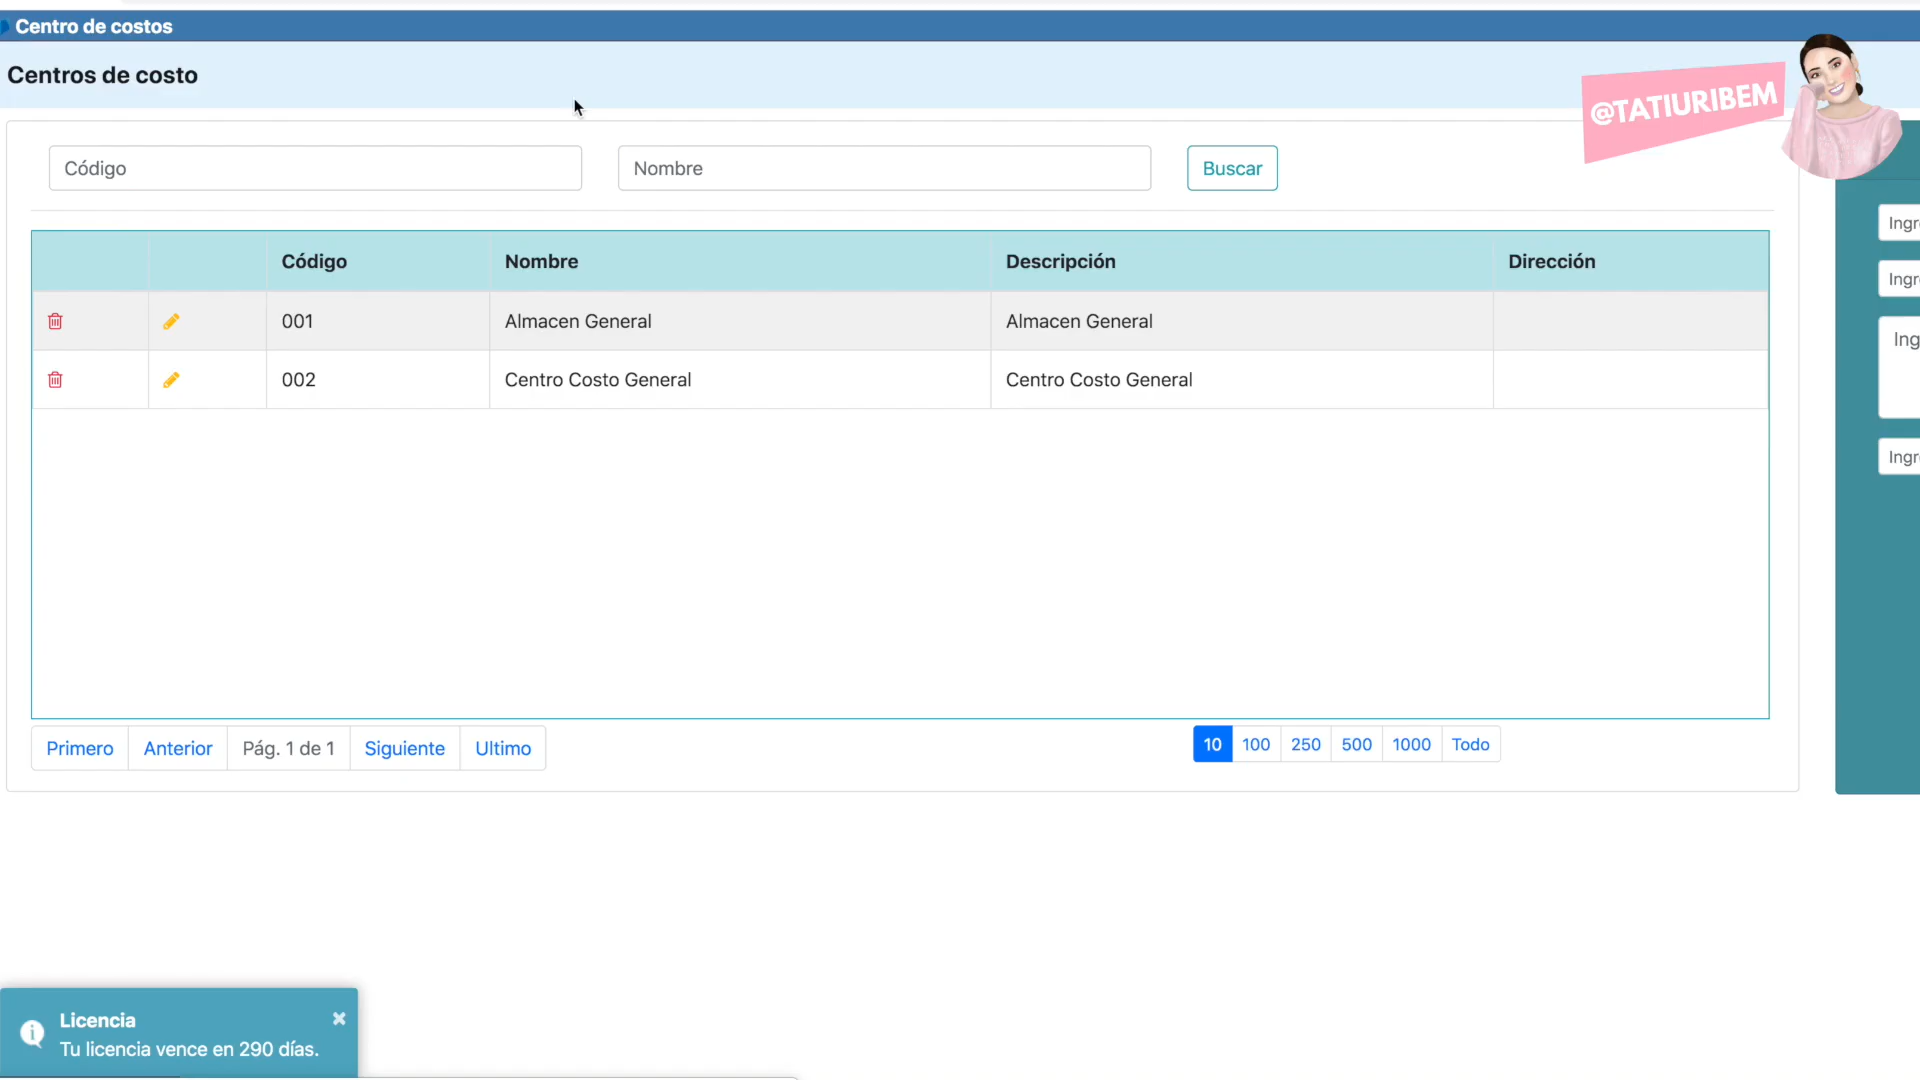 Centro de costos
Centros de costo
@TATIURIBEM
Código Nombre Buscar
Código Nombre Descripción Dirección
001 Almacen General Almacen General
002 Centro Costo General Centro Costo General
Primero Anterior Pág. 1 de 1 Siguiente Ultimo 10 100 250 500 1000 Todo
Licencia
Tu licencia vence en 290 días.